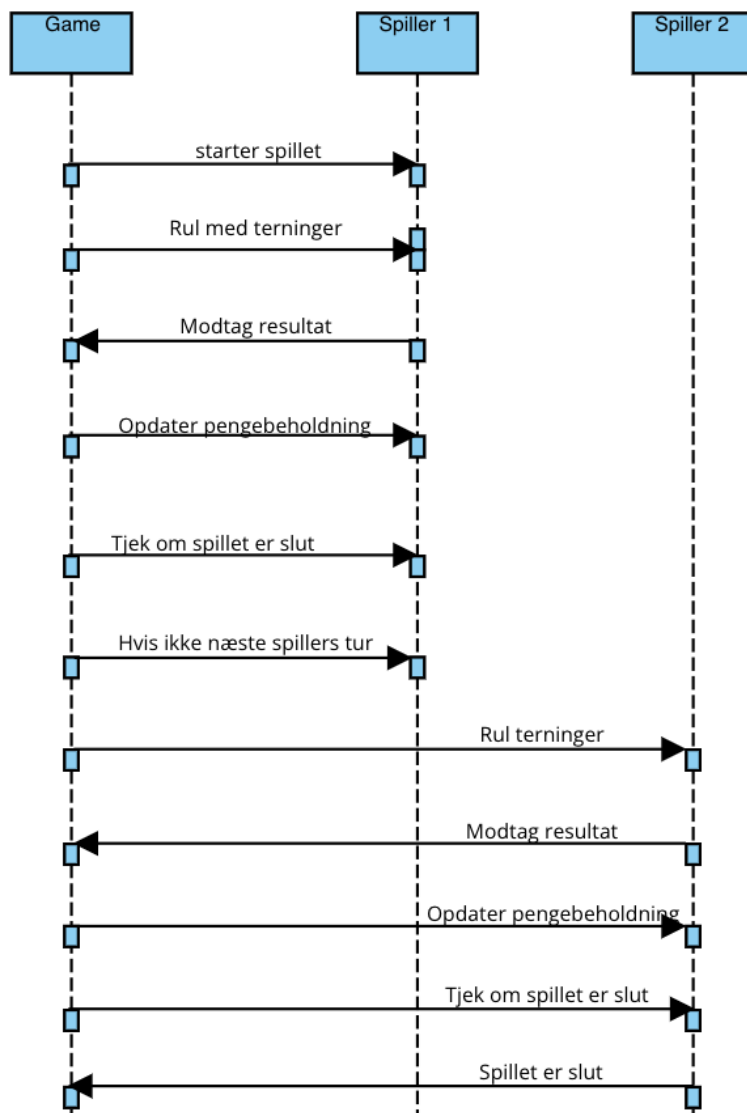 Game
Spiller 1
Spiller 2
starter spillet
Rul med terninger
Modtag resultat
Opdater pengebeholdning
Tjek om spillet er slut
Hvis ikke næste spillers tur
Rul terninger
Modtag resultat
Opdater pengebeholdning
Tjek om spillet er slut
Spillet er slut